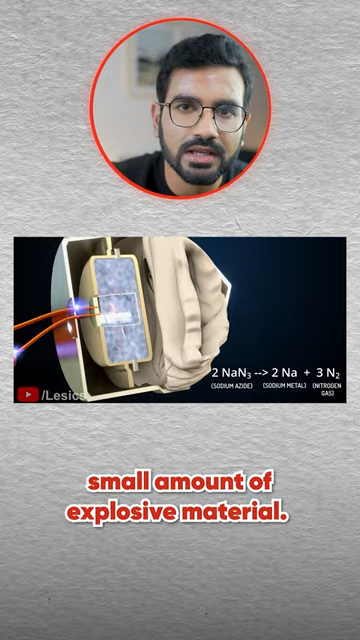 2 NaN₃ --> 2 Na + 3 N₂
(SODIUM AZIDE) (SODIUM METAL) (NITROGEN
GAS)
/Lesics
small amount of
explosive material.